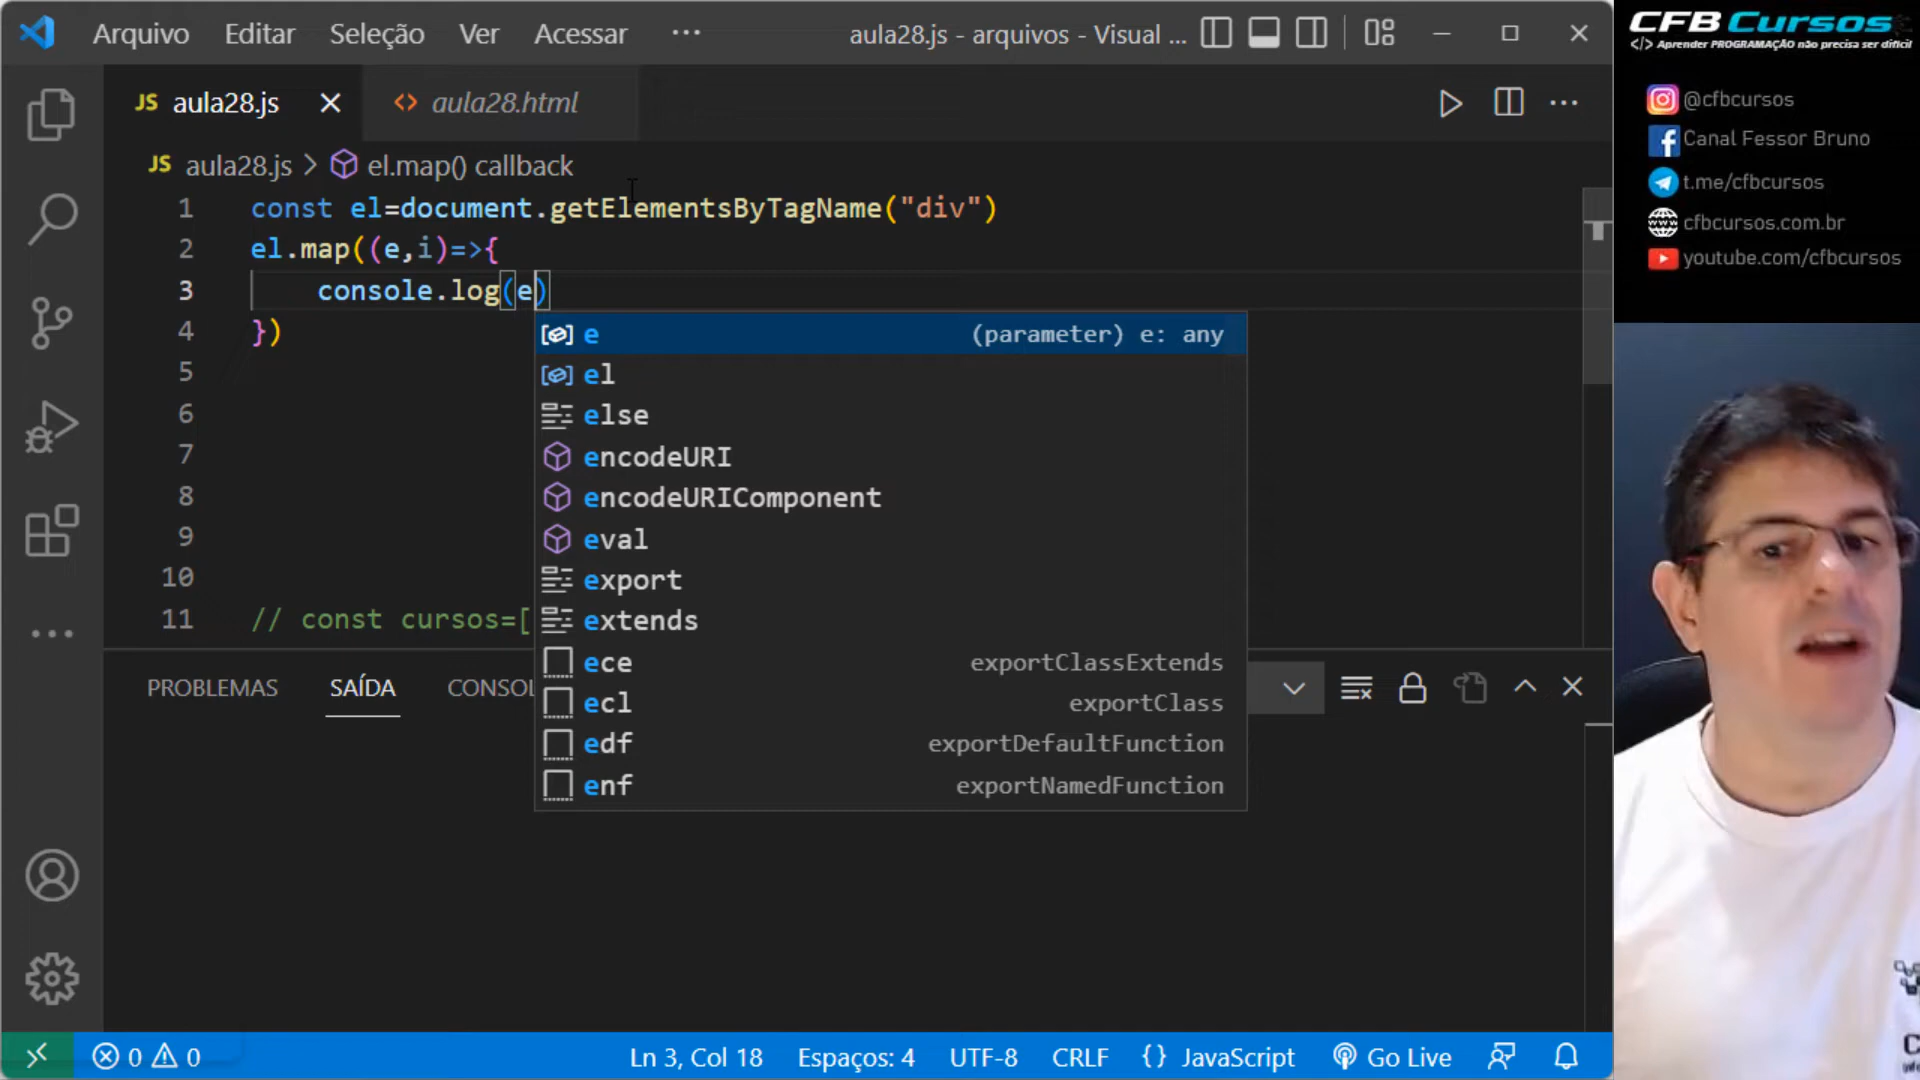 Arquivo Editar Seleção Ver Acessar ··· aula28.js - arquivos - Visual ...
JS aula28.js aula28.html
JS aula28.js > el.map() callback
1 const el=document.getElementsByTagName("div")
2 el.map((e,i)=>{
3 console.log(e)
4 })
5
6
7
8
9
10
11 // const cursos=[
e (parameter) e: any
el
else
encodeURI
encodeURIComponent
eval
export
extends
ece exportClassExtends
ecl exportClass
edf exportDefaultFunction
enf exportNamedFunction
PROBLEMAS SAÍDA CONSOL
0 0 Ln 3, Col 18 Espaços: 4 UTF-8 CRLF {} JavaScript Go Live
CFB Cursos
</> Aprender PROGRAMAÇÃO não precisa ser difícil
@cfbcursos
Canal Fessor Bruno
t.me/cfbcursos
cfbcursos.com.br
youtube.com/cfbcursos